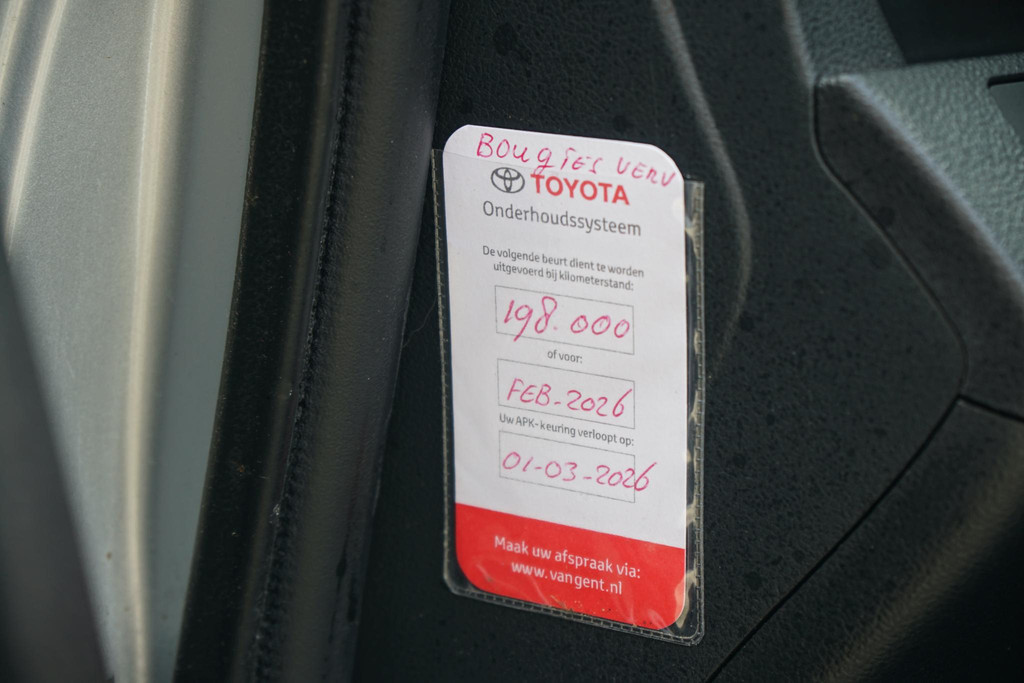 BOUGIES VERV
TOYOTA
Onderhoudssysteem
De volgende beurt dient te worden
uitgevoerd bij kilometerstand:
198.000
of voor:
FEB-2026
Uw APK-keuring verloopt op:
01-03-2026
Maak uw afspraak via:
www.vangent.nl